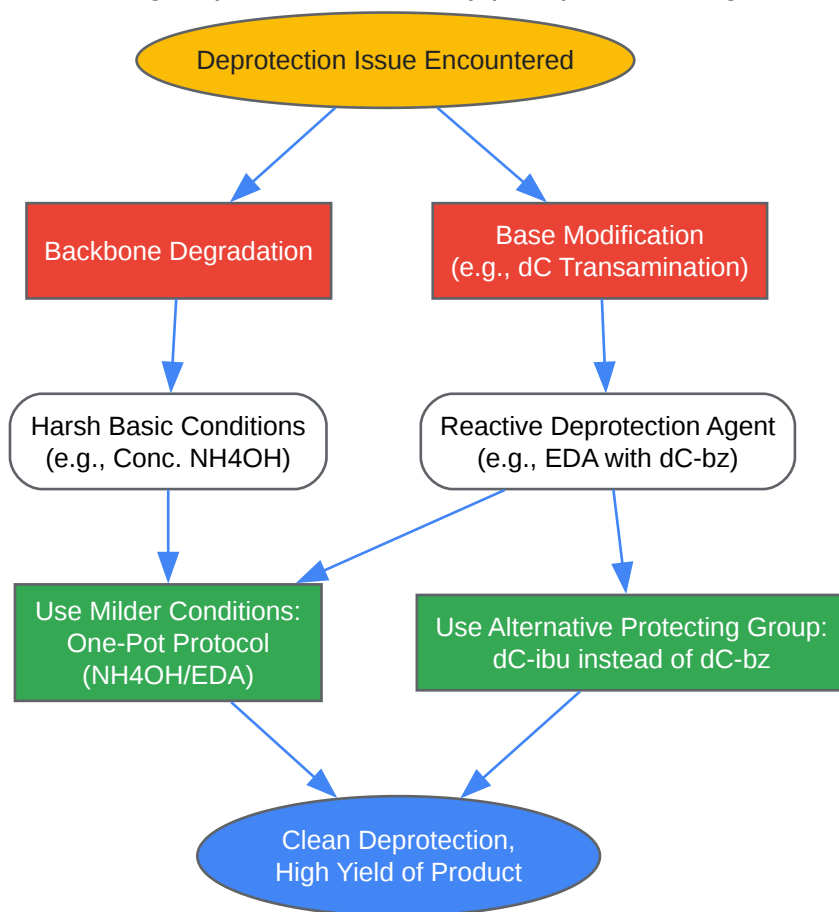 Deprotection Issue Encountered
Backbone Degradation
Base Modification
(e.g., dC Transamination)
Harsh Basic Conditions
(e.g., Conc. NH4OH)
Reactive Deprotection Agent
(e.g., EDA with dC-bz)
Use Milder Conditions:
One-Pot Protocol
(NH4OH/EDA)
Use Alternative Protecting Group:
dC-ibu instead of dC-bz
Clean Deprotection,
High Yield of Product